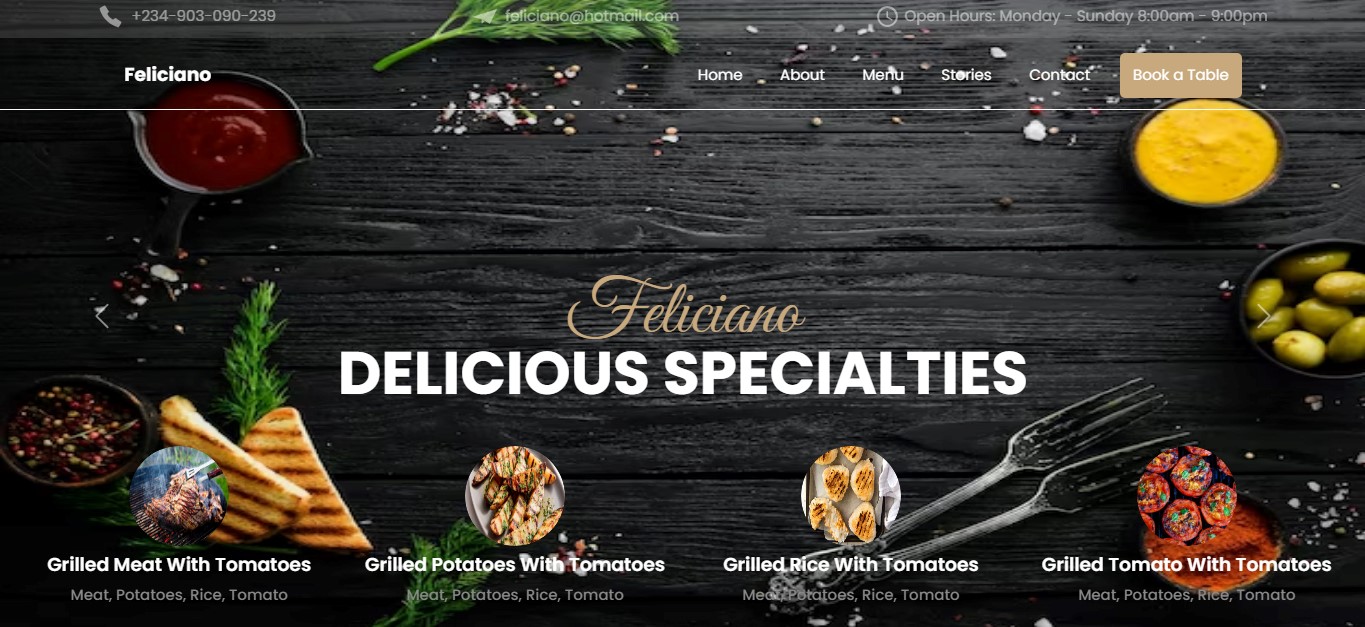 +234-903-090-239
feliciano@hotmail.com
Open Hours: Monday - Sunday 8:00am - 9:00pm
Feliciano
Home About Menu Stories Contact Book a Table
Feliciano
DELICIOUS SPECIALTIES
Grilled Meat With Tomatoes
Meat, Potatoes, Rice, Tomato
Grilled Potatoes With Tomatoes
Meat, Potatoes, Rice, Tomato
Grilled Rice With Tomatoes
Meat, Potatoes, Rice, Tomato
Grilled Tomato With Tomatoes
Meat, Potatoes, Rice, Tomato